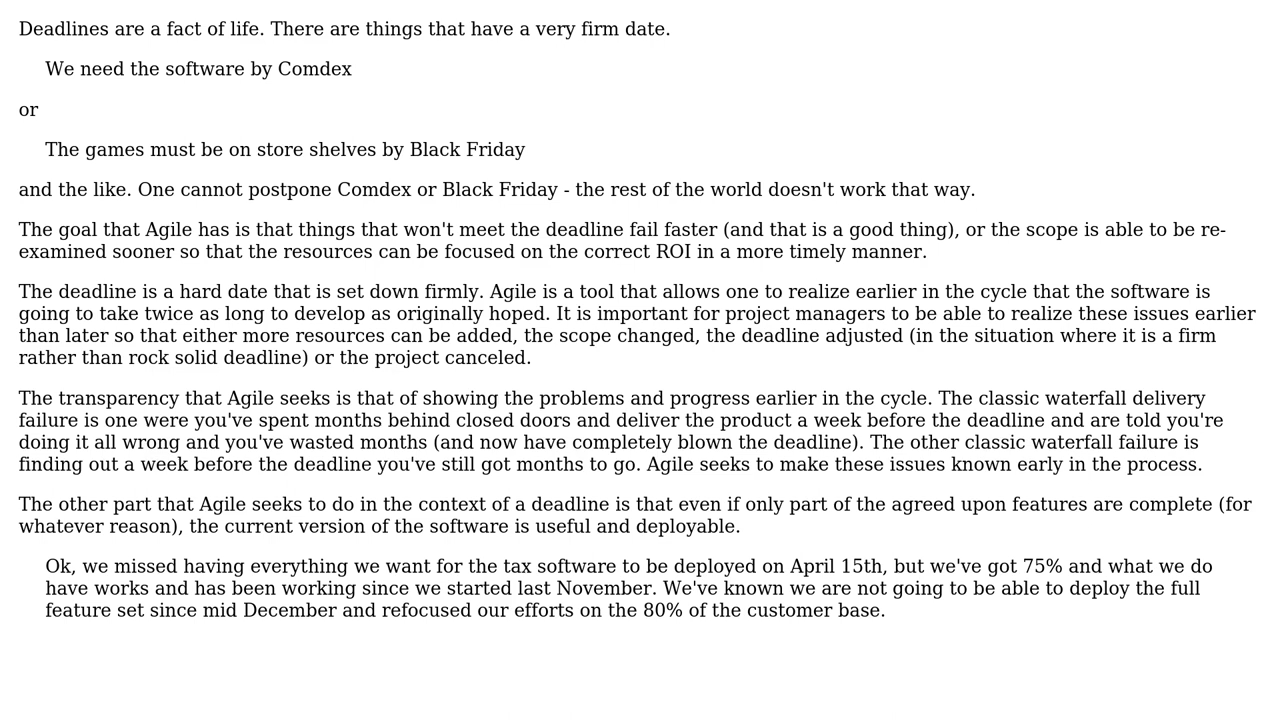 Deadlines are a fact of life. There are things that have a very firm date.
We need the software by Comdex
or
The games must be on store shelves by Black Friday
and the like. One cannot postpone Comdex or Black Friday - the rest of the world doesn't work that way.
The goal that Agile has is that things that won't meet the deadline fail faster (and that is a good thing), or the scope is able to be re-
examined sooner so that the resources can be focused on the correct ROI in a more timely manner.
The deadline is a hard date that is set down firmly. Agile is a tool that allows one to realize earlier in the cycle that the software is
going to take twice as long to develop as originally hoped. It is important for project managers to be able to realize these issues earlier
than later so that either more resources can be added, the scope changed, the deadline adjusted (in the situation where it is a firm
rather than rock solid deadline) or the project canceled.
The transparency that Agile seeks is that of showing the problems and progress earlier in the cycle. The classic waterfall delivery
failure is one were you've spent months behind closed doors and deliver the product a week before the deadline and are told you're
doing it all wrong and you've wasted months (and now have completely blown the deadline). The other classic waterfall failure is
finding out a week before the deadline you've still got months to go. Agile seeks to make these issues known early in the process.
The other part that Agile seeks to do in the context of a deadline is that even if only part of the agreed upon features are complete (for
whatever reason), the current version of the software is useful and deployable.
Ok, we missed having everything we want for the tax software to be deployed on April 15th, but we've got 75% and what we do
have works and has been working since we started last November. We've known we are not going to be able to deploy the full
feature set since mid December and refocused our efforts on the 80% of the customer base.